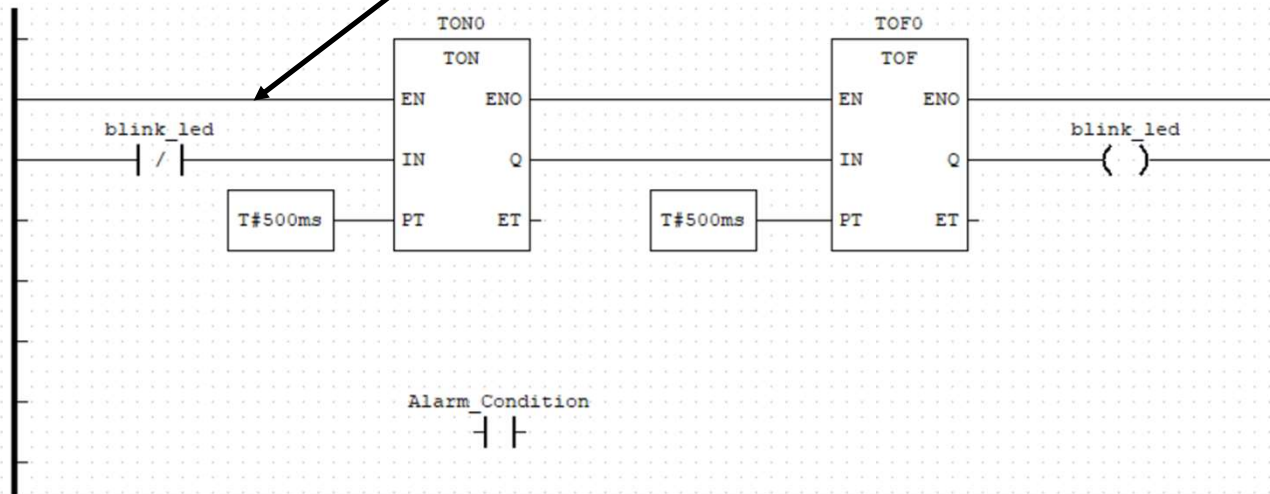 TON0 TOF0
TON TOF
EN ENO EN ENO
blink_led blink_led
/ IN Q IN Q
T#500ms PT ET T#500ms PT ET
Alarm_Condition